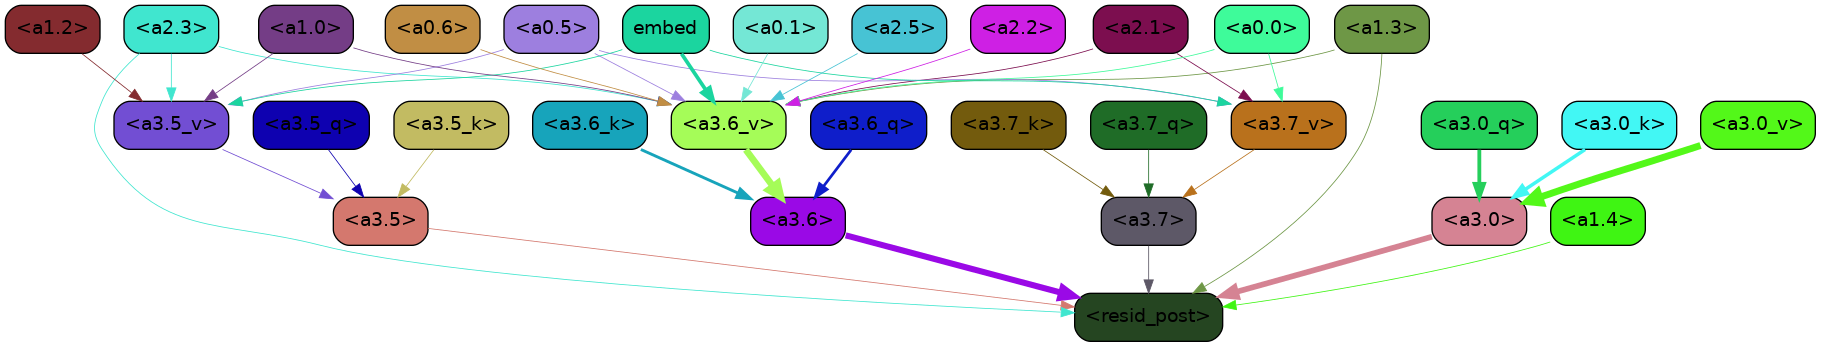 <a1.2> <a2.3> <a1.0> <a0.6> <a0.5> embed <a0.1> <a2.5> <a2.2> <a2.1> <a0.0> <a1.3>
<a3.5_v> <a3.5_q> <a3.5_k> <a3.6_k> <a3.6_v> <a3.6_q> <a3.7_k> <a3.7_q> <a3.7_v> <a3.0_q> <a3.0_k> <a3.0_v>
<a3.5> <a3.6> <a3.7> <a3.0> <a1.4>
<resid_post>